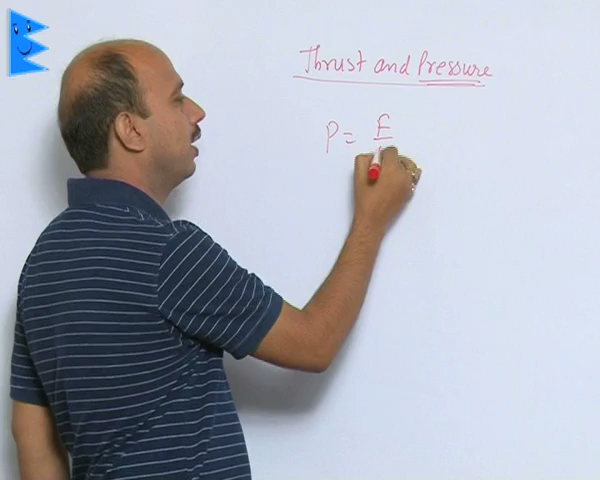 Thrust and Pressure
P = F